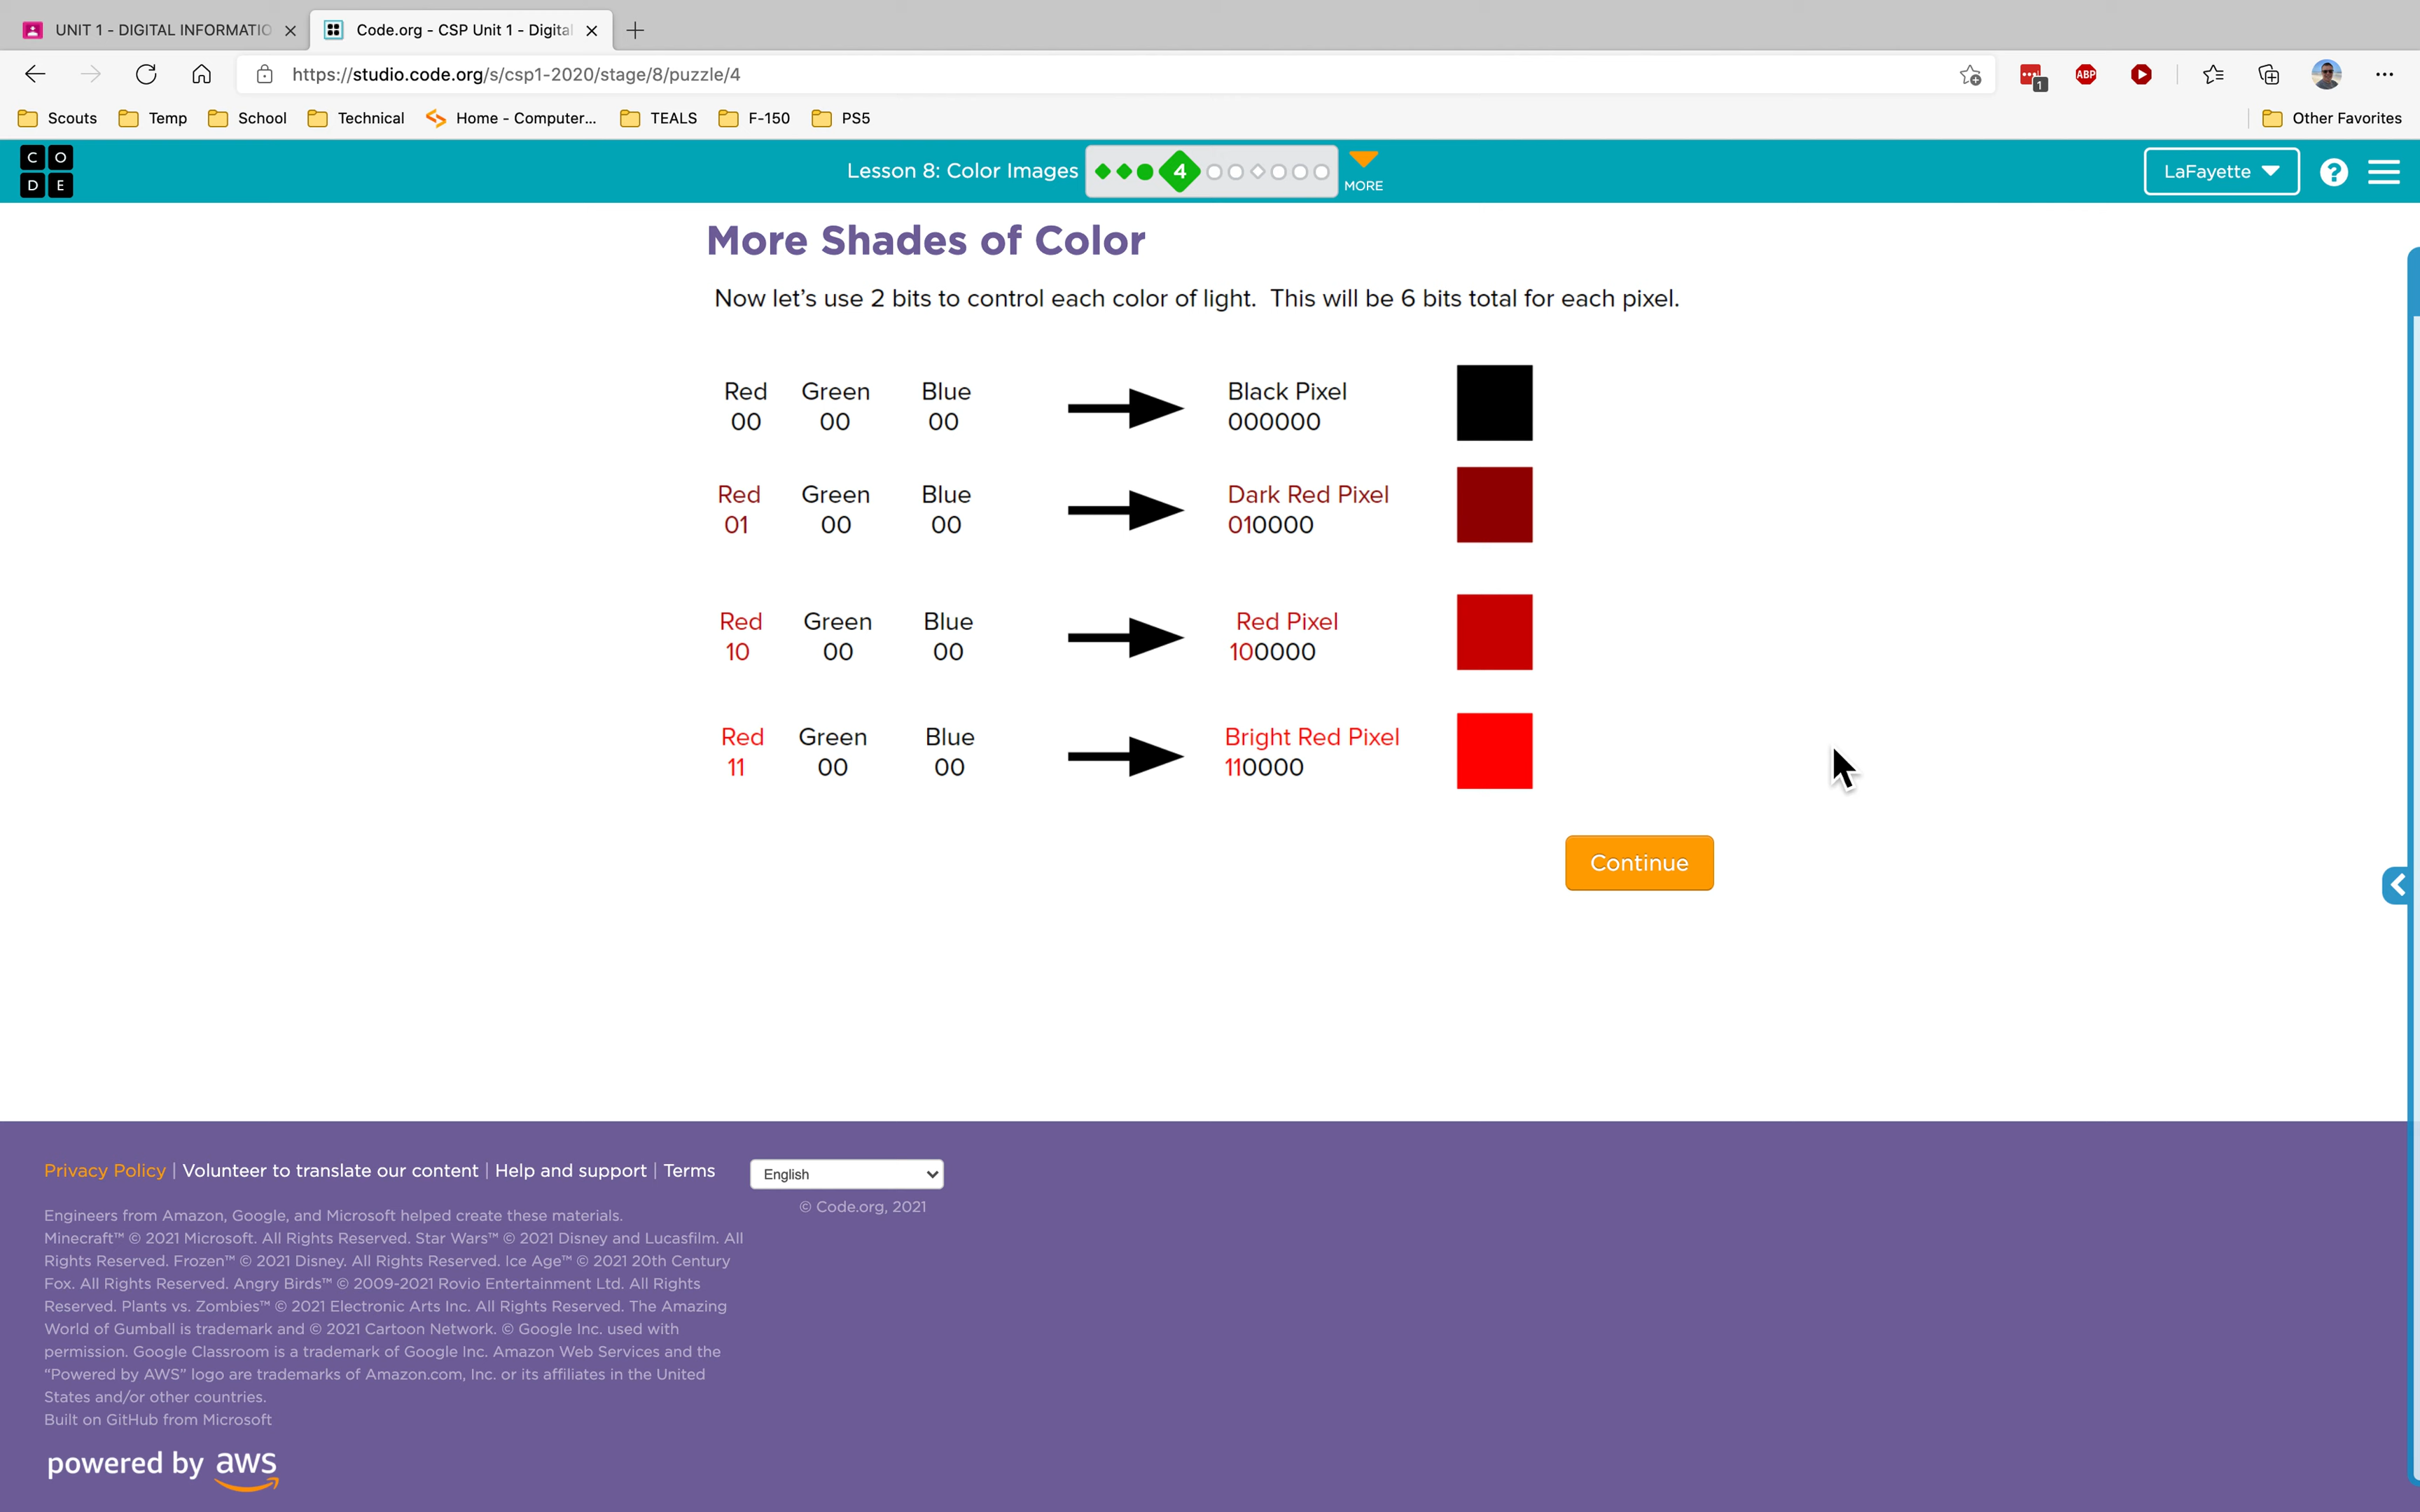 UNIT 1 - DIGITAL INFORMATIO
Code.org - CSP Unit 1 - Digital
https://studio.code.org/s/csp1-2020/stage/8/puzzle/4
1
ABP
Scouts Temp School Technical Home - Computer... TEALS F-150 PS5 Other Favorites
C O
D E
Lesson 8: Color Images
4
MORE
LaFayette
?
More Shades of Color
Now let's use 2 bits to control each color of light. This will be 6 bits total for each pixel.
Red Green Blue Black Pixel
00 00 00 000000
Red Green Blue Dark Red Pixel
01 00 00 010000
Red Green Blue Red Pixel
10 00 00 100000
Red Green Blue Bright Red Pixel
11 00 00 110000
Continue
Privacy Policy | Volunteer to translate our content | Help and support | Terms
English
© Code.org, 2021
Engineers from Amazon, Google, and Microsoft helped create these materials.
Minecraft™ © 2021 Microsoft. All Rights Reserved. Star Wars™ © 2021 Disney and Lucasfilm. All
Rights Reserved. Frozen™ © 2021 Disney. All Rights Reserved. Ice Age™ © 2021 20th Century
Fox. All Rights Reserved. Angry Birds™ © 2009-2021 Rovio Entertainment Ltd. All Rights
Reserved. Plants vs. Zombies™ © 2021 Electronic Arts Inc. All Rights Reserved. The Amazing
World of Gumball is trademark and © 2021 Cartoon Network. © Google Inc. used with
permission. Google Classroom is a trademark of Google Inc. Amazon Web Services and the
“Powered by AWS” logo are trademarks of Amazon.com, Inc. or its affiliates in the United
States and/or other countries.
Built on GitHub from Microsoft
powered by aws